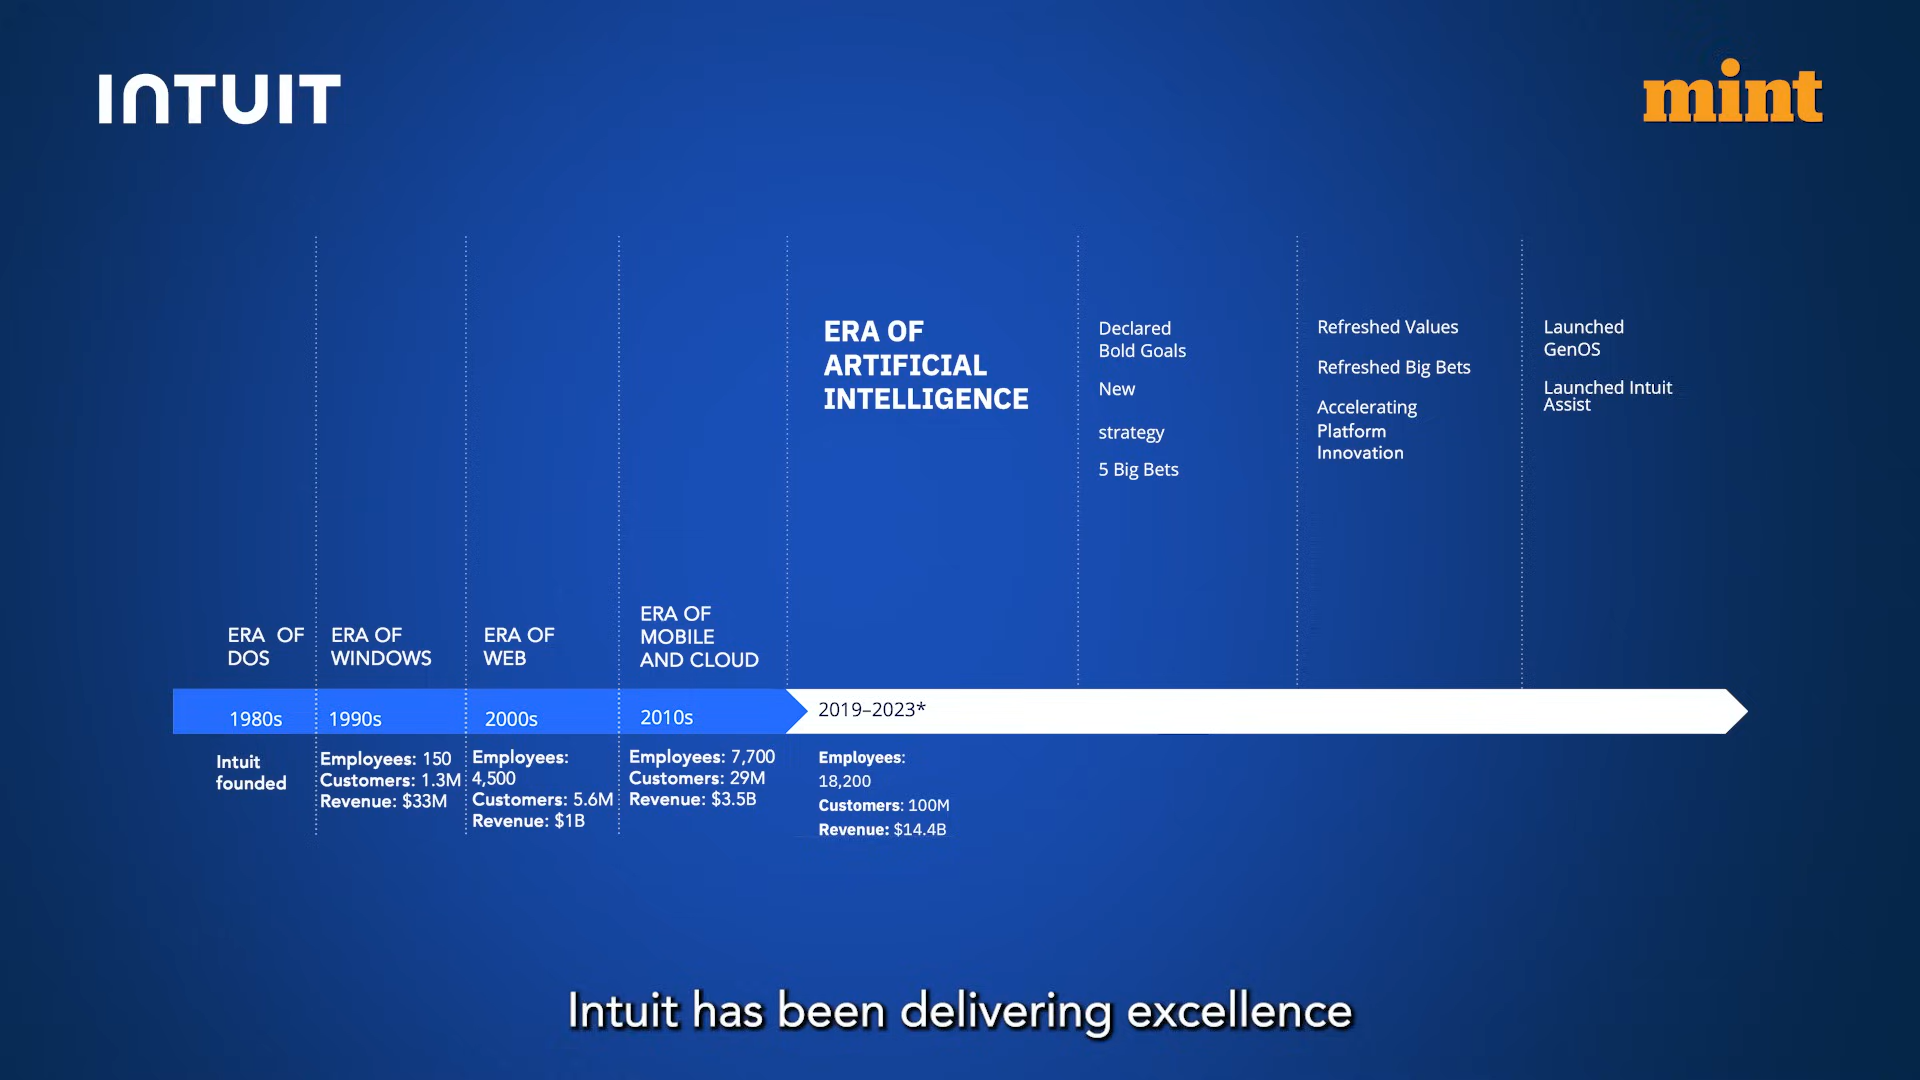 INTUIT
mint
ERA OF
ARTIFICIAL
INTELLIGENCE
Declared
Bold Goals
New
strategy
5 Big Bets
Refreshed Values
Refreshed Big Bets
Accelerating
Platform
Innovation
Launched
GenOS
Launched Intuit
Assist
ERA OF
DOS
ERA OF
WINDOWS
ERA OF
WEB
ERA OF
MOBILE
AND CLOUD
1980s
1990s
2000s
2010s
2019–2023*
Intuit
founded
Employees: 150
Customers: 1.3M
Revenue: $33M
Employees:
4,500
Customers: 5.6M
Revenue: $1B
Employees: 7,700
Customers: 29M
Revenue: $3.5B
Employees:
18,200
Customers: 100M
Revenue: $14.4B
Intuit has been delivering excellence